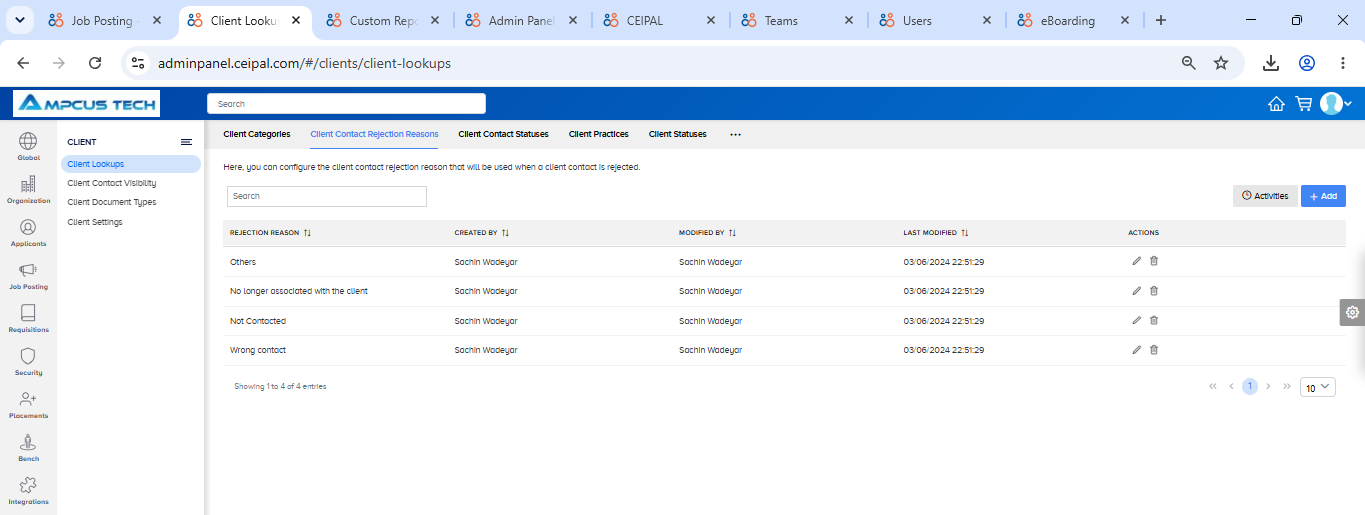 Job Posting -
Client Looku
Custom Repo
Admin Panel
CEIPAL
Teams
Users
eBoarding
adminpanel.ceipal.com/#/clients/client-lookups
AMPCUS TECH
Search
Global
Organization
Applicants
Job Posting
Requisitions
Security
Placements
Bench
Integrations
CLIENT
Client Lookups
Client Contact Visibility
Client Document Types
Client Settings
Client Categories Client Contact Rejection Reasons Client Contact Statuses Client Practices Client Statuses
Here, you can configure the client contact rejection reason that will be used when a client contact is rejected.
Search
Activities
+ Add
REJECTION REASON CREATED BY MODIFIED BY LAST MODIFIED ACTIONS
Others Sachin Wadeyar Sachin Wadeyar 03/06/2024 22:51:29
No longer associated with the client Sachin Wadeyar Sachin Wadeyar 03/06/2024 22:51:29
Not Contacted Sachin Wadeyar Sachin Wadeyar 03/06/2024 22:51:29
Wrong contact Sachin Wadeyar Sachin Wadeyar 03/06/2024 22:51:29
Showing 1 to 4 of 4 entries
« ‹ 1 › » 10